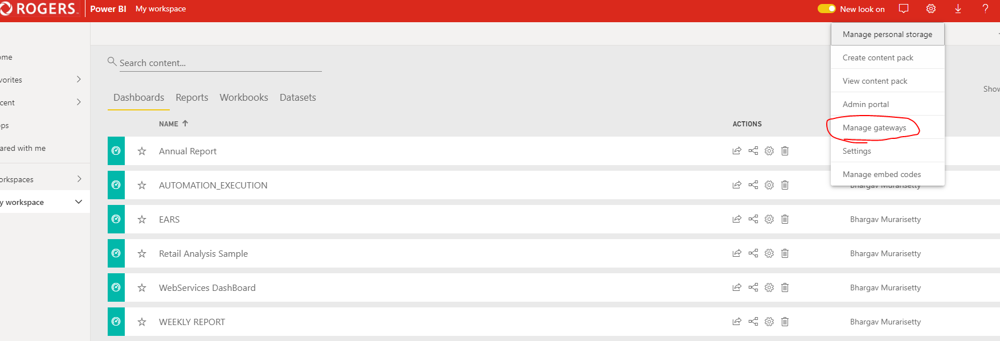 ROGERS Power BI My workspace New look on ?
Manage personal storage
Create content pack
View content pack
Admin portal
Manage gateways
Settings
Manage embed codes
ome
vorites
cent
ps
ared with me
orkspaces
y workspace
Search content...
Show
Dashboards Reports Workbooks Datasets
NAME ACTIONS
Annual Report
AUTOMATION_EXECUTION Bhargav Murarisetty
EARS Bhargav Murarisetty
Retail Analysis Sample Bhargav Murarisetty
WebServices DashBoard Bhargav Murarisetty
WEEKLY REPORT Bhargav Murarisetty